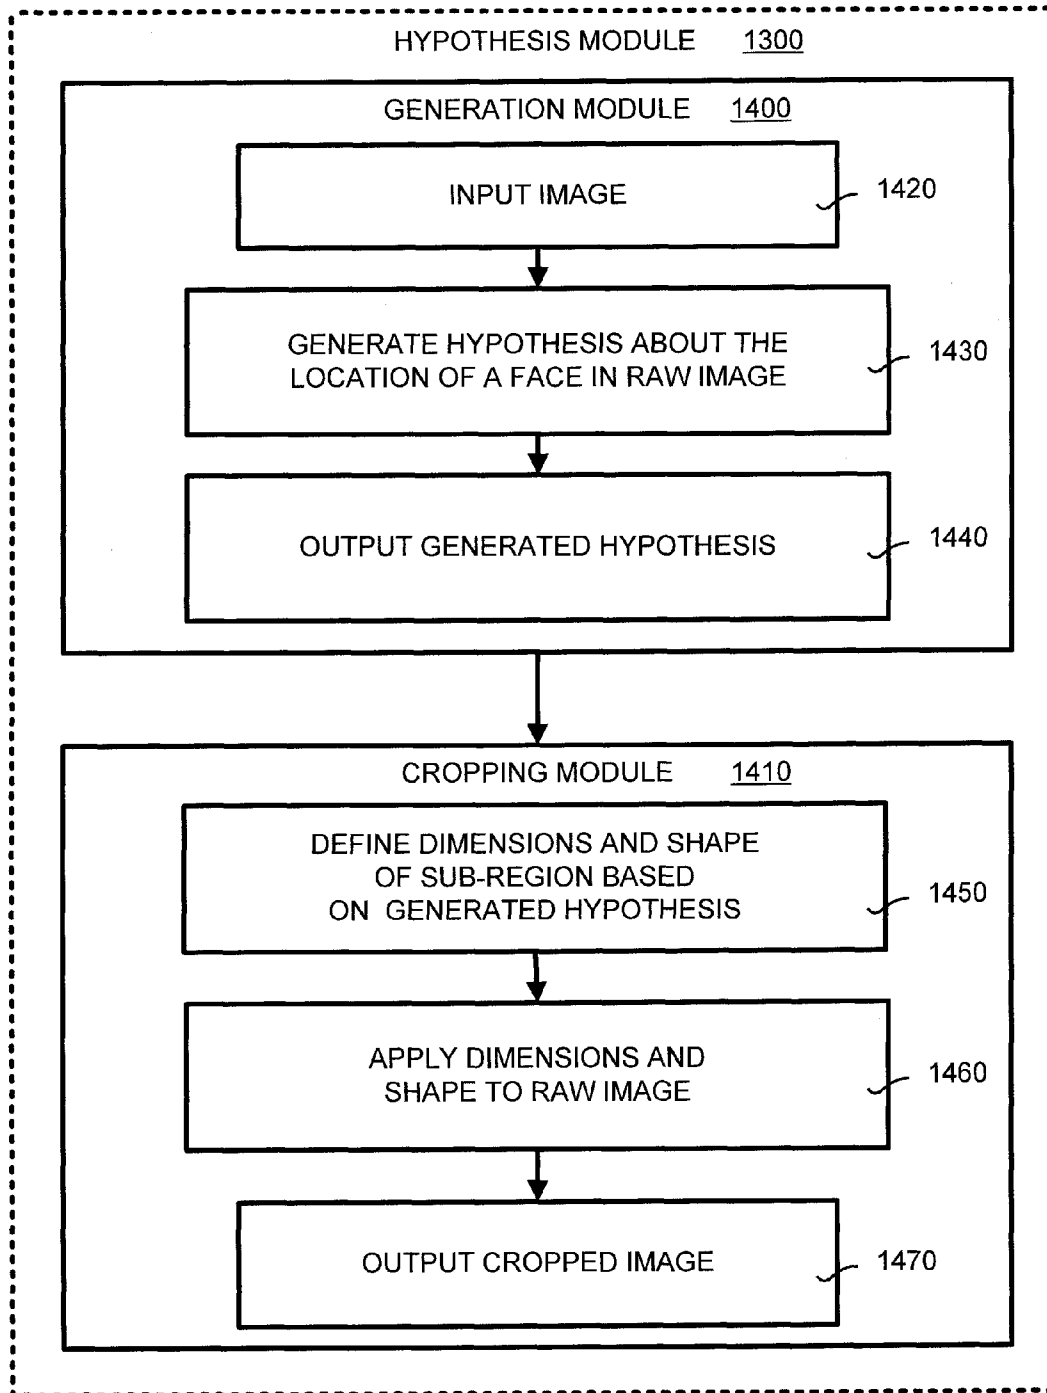 HYPOTHESIS MODULE 1300
GENERATION MODULE 1400
INPUT IMAGE
1420
GENERATE HYPOTHESIS ABOUT THE
LOCATION OF A FACE IN RAW IMAGE
1430
OUTPUT GENERATED HYPOTHESIS
1440
CROPPING MODULE 1410
DEFINE DIMENSIONS AND SHAPE
OF SUB-REGION BASED
ON GENERATED HYPOTHESIS
1450
APPLY DIMENSIONS AND
SHAPE TO RAW IMAGE
1460
OUTPUT CROPPED IMAGE
1470